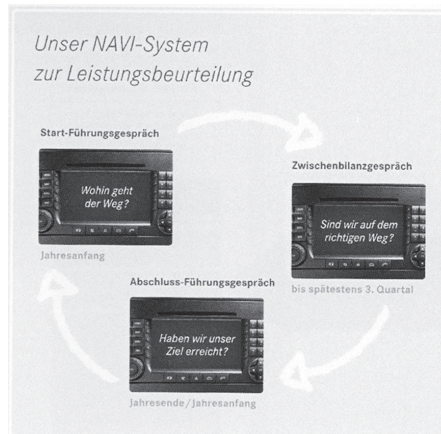 Unser NAVI-System
zur Leistungsbeurteilung
Start-Führungsgespräch
Wohin geht
der Weg?
Jahresanfang
Zwischenbilanzgespräch
Sind wir auf dem
richtigen Weg?
bis spätestens 3. Quartal
Abschluss-Führungsgespräch
Haben wir unser
Ziel erreicht?
Jahresende/Jahresanfang